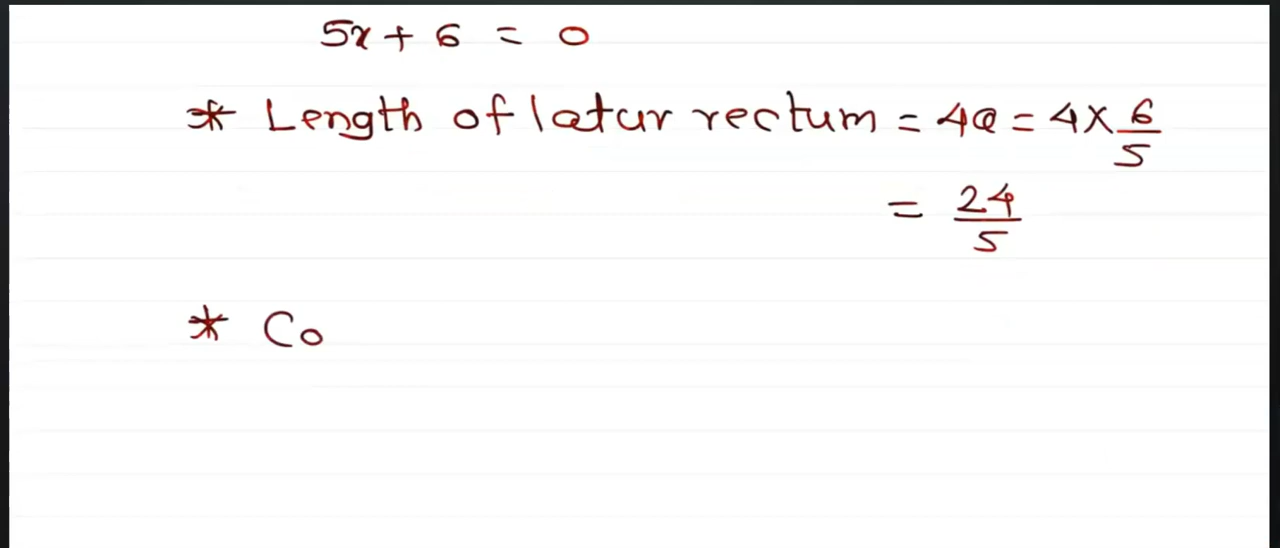 5x + 6 = 0
* Length of latur rectum = 4a = 4 × 6/5
= 24/5
* Co